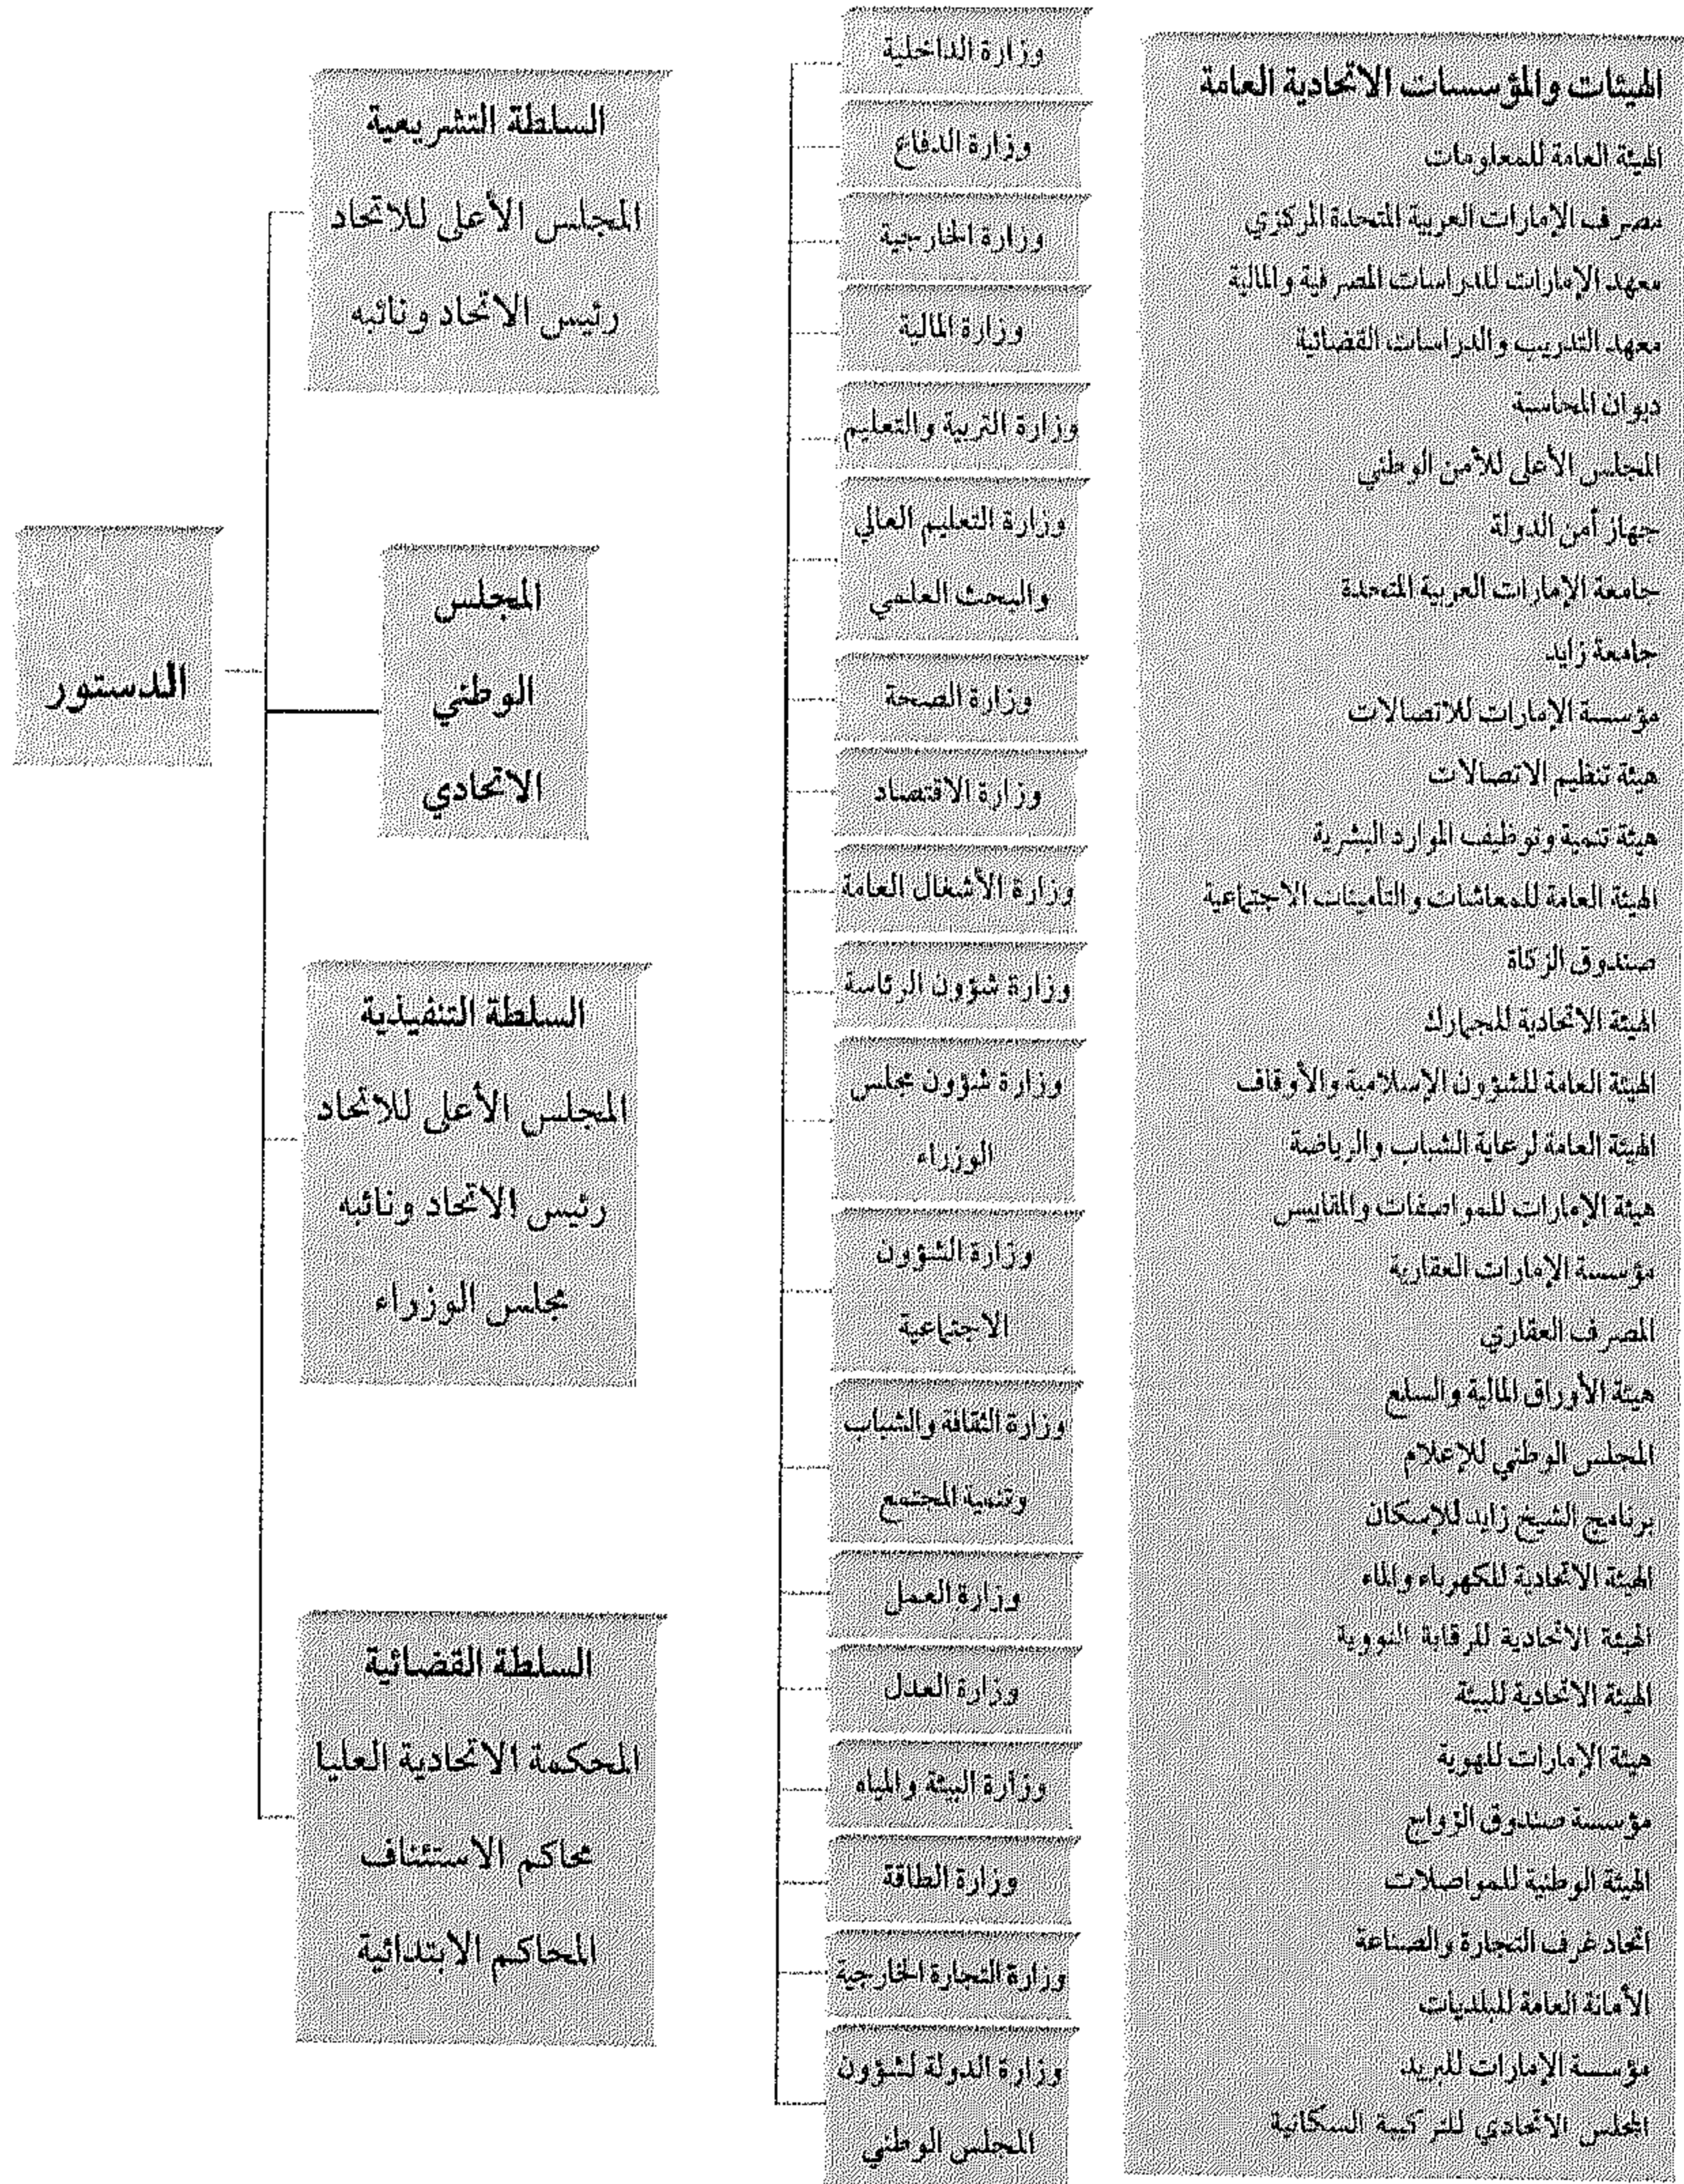 الدستور
السلطة التشريعية
المجلس الأعلى للاتحاد
رئيس الاتحاد ونائبه
المجلس
الوطني
الاتحادي
السلطة التنفيذية
المجلس الأعلى للاتحاد
رئيس الاتحاد ونائبه
مجلس الوزراء
السلطة القضائية
المحكمة الاتحادية العليا
محاكم الاستئناف
المحاكم الابتدائية
وزارة الداخلية
وزارة الدفاع
وزارة الخارجية
وزارة المالية
وزارة التربية والتعليم
وزارة التعليم العالي
والبحث العلمي
وزارة الصحة
وزارة الاقتصاد
وزارة الأشغال العامة
وزارة شؤون الرئاسة
وزارة شؤون مجلس
الوزراء
وزارة الشؤون
الاجتماعية
وزارة الثقافة والشباب
وتنمية المجتمع
وزارة العمل
وزارة العدل
وزارة البيئة والمياه
وزارة الطاقة
وزارة التجارة الخارجية
وزارة الدولة لشؤون
المجلس الوطني
الهيئات والمؤسسات الاتحادية العامة
الهيئة العامة للمعلومات
مصرف الإمارات العربية المتحدة المركزي
معهد الإمارات للدراسات المصرفية والمالية
معهد التدريب والدراسات القضائية
ديوان المحاسبة
المجلس الأعلى للأمن الوطني
جهاز أمن الدولة
جامعة الإمارات العربية المتحدة
جامعة زايد
مؤسسة الإمارات للاتصالات
هيئة تنظيم الاتصالات
هيئة تنمية وتوظيف الموارد البشرية
الهيئة العامة للمعاشات والتأمينات الاجتماعية
صندوق الزكاة
الهيئة الاتحادية للجمارك
الهيئة العامة للشؤون الإسلامية والأوقاف
الهيئة العامة لرعاية الشباب والرياضة
هيئة الإمارات للمواصفات والمقاييس
مؤسسة الإمارات العقارية
المصرف العقاري
هيئة الأوراق المالية والسلع
المجلس الوطني للإعلام
برنامج الشيخ زايد للإسكان
الهيئة الاتحادية للكهرباء والماء
الهيئة الاتحادية للرقابة النووية
الهيئة الاتحادية للبيئة
هيئة الإمارات للهوية
مؤسسة صندوق الزواج
الهيئة الوطنية للمواصلات
اتحاد غرف التجارة والصناعة
الأمانة العامة للبلديات
مؤسسة الإمارات للبريد
المجلس الاتحادي للتركيبة السكانية